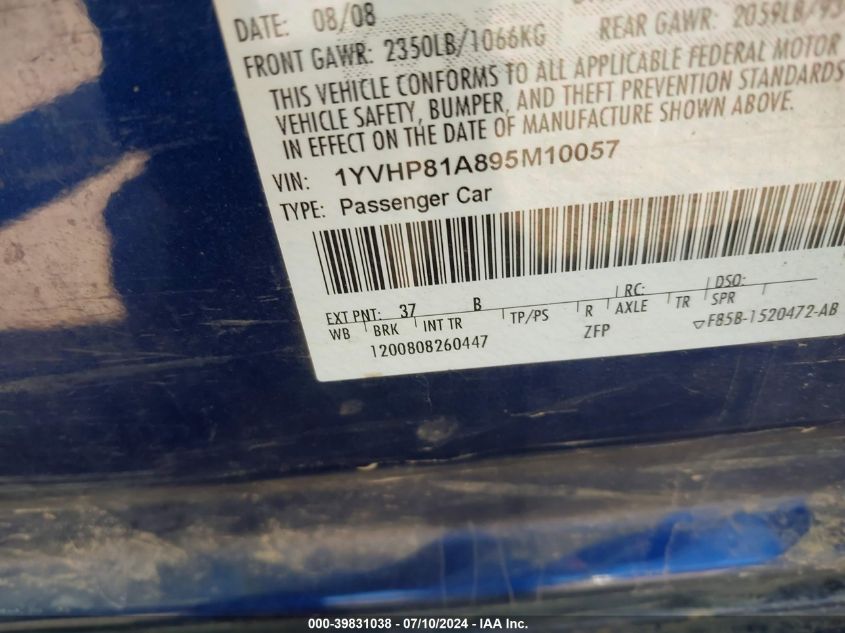 DATE: 08/08
FRONT GAWR: 2350LB/1066KG REAR GAWR: 2059LB/93
THIS VEHICLE CONFORMS TO ALL APPLICABLE FEDERAL MOTOR
VEHICLE SAFETY, BUMPER, AND THEFT PREVENTION STANDARDS
IN EFFECT ON THE DATE OF MANUFACTURE SHOWN ABOVE.
VIN: 1YVHP81A895M10057
TYPE: Passenger Car
EXT PNT: 37 B RC: DSO:
WB BRK INT TR TP/PS R AXLE TR SPR
1200808260447 ZFP ▽F85B-1520472-AB
000-39831038 - 07/10/2024 - IAA Inc.